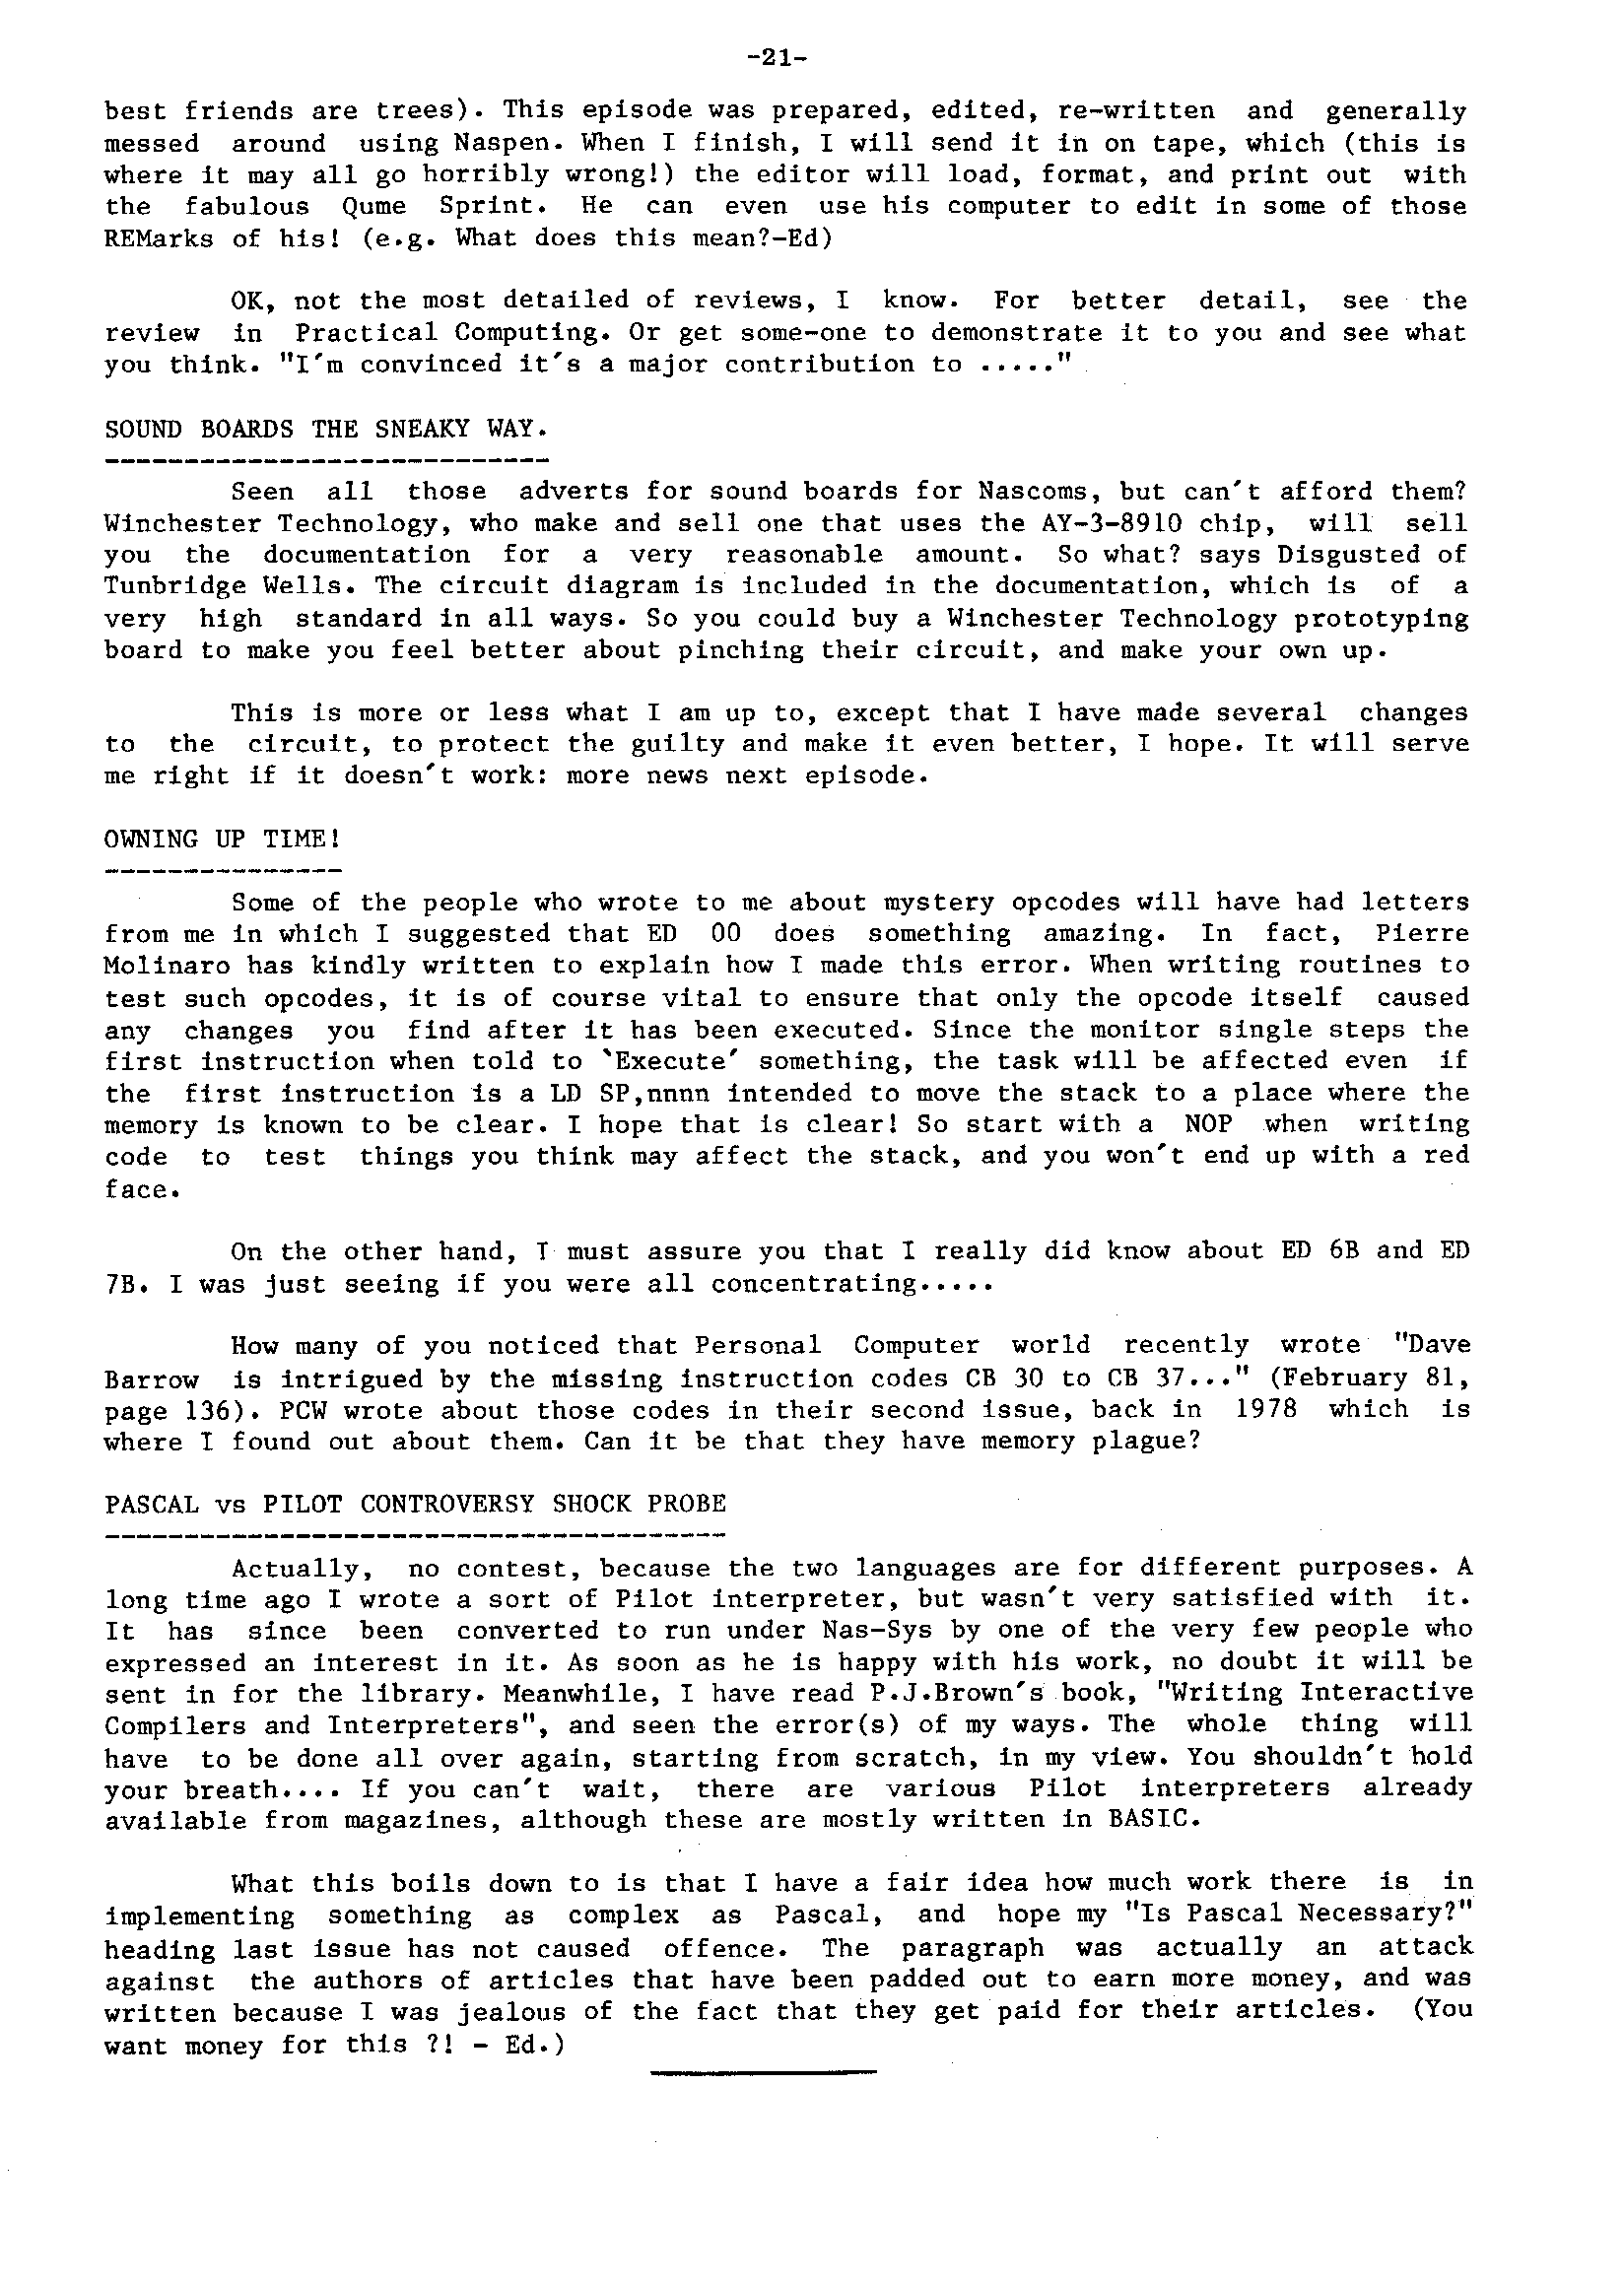 -21-
best friends are trees). This episode was prepared, edited, re-written and generally
messed around using Naspen. When I finish, I will send it in on tape, which (this is
where it may all go horribly wrong!) the editor will load, format, and print out with
the fabulous Qume Sprint. He can even use his computer to edit in some of those
REMarks of his! (e.g. What does this mean?-Ed)
OK, not the most detailed of reviews, I know. For better detail, see the
review in Practical Computing. Or get some-one to demonstrate it to you and see what
you think. "I'm convinced it's a major contribution to ....."
SOUND BOARDS THE SNEAKY WAY.
----------------------------
Seen all those adverts for sound boards for Nascoms, but can't afford them?
Winchester Technology, who make and sell one that uses the AY-3-8910 chip, will sell
you the documentation for a very reasonable amount. So what? says Disgusted of
Tunbridge Wells. The circuit diagram is included in the documentation, which is of a
very high standard in all ways. So you could buy a Winchester Technology prototyping
board to make you feel better about pinching their circuit, and make your own up.
This is more or less what I am up to, except that I have made several changes
to the circuit, to protect the guilty and make it even better, I hope. It will serve
me right if it doesn't work: more news next episode.
OWNING UP TIME!
---------------
Some of the people who wrote to me about mystery opcodes will have had letters
from me in which I suggested that ED 00 does something amazing. In fact, Pierre
Molinaro has kindly written to explain how I made this error. When writing routines to
test such opcodes, it is of course vital to ensure that only the opcode itself caused
any changes you find after it has been executed. Since the monitor single steps the
first instruction when told to `Execute' something, the task will be affected even if
the first instruction is a LD SP,nnnn intended to move the stack to a place where the
memory is known to be clear. I hope that is clear! So start with a NOP when writing
code to test things you think may affect the stack, and you won't end up with a red
face.
On the other hand, I must assure you that I really did know about ED 6B and ED
7B. I was just seeing if you were all concentrating.....
How many of you noticed that Personal Computer world recently wrote "Dave
Barrow is intrigued by the missing instruction codes CB 30 to CB 37..." (February 81,
page 136). PCW wrote about those codes in their second issue, back in 1978 which is
where I found out about them. Can it be that they have memory plague?
PASCAL vs PILOT CONTROVERSY SHOCK PROBE
---------------------------------------
Actually, no contest, because the two languages are for different purposes. A
long time ago I wrote a sort of Pilot interpreter, but wasn't very satisfied with it.
It has since been converted to run under Nas-Sys by one of the very few people who
expressed an interest in it. As soon as he is happy with his work, no doubt it will be
sent in for the library. Meanwhile, I have read P.J.Brown's book, "Writing Interactive
Compilers and Interpreters", and seen the error(s) of my ways. The whole thing will
have to be done all over again, starting from scratch, in my view. You shouldn't hold
your breath.... If you can't wait, there are various Pilot interpreters already
available from magazines, although these are mostly written in BASIC.
What this boils down to is that I have a fair idea how much work there is in
implementing something as complex as Pascal, and hope my "Is Pascal Necessary?"
heading last issue has not caused offence. The paragraph was actually an attack
against the authors of articles that have been padded out to earn more money, and was
written because I was jealous of the fact that they get paid for their articles. (You
want money for this ?! - Ed.)